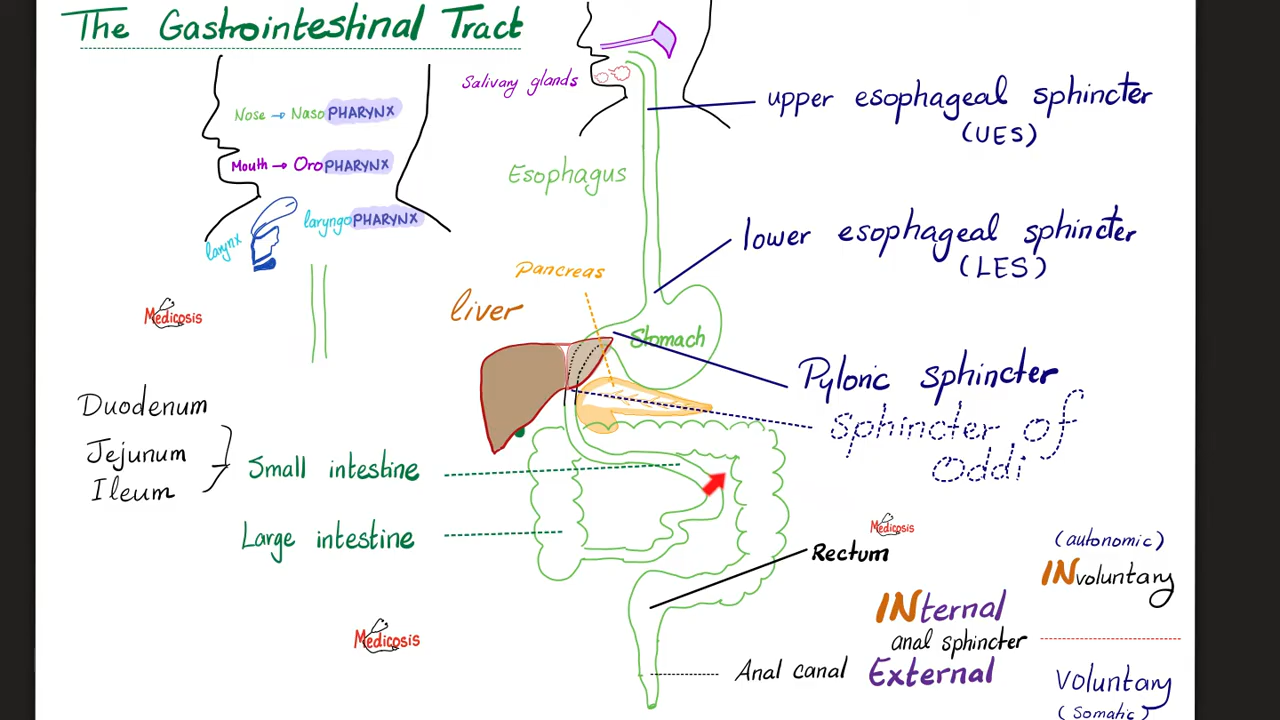 The Gastrointestinal Tract
Salivary glands
Nose → NasoPHARYNX
Mouth → OroPHARYNX
laryngoPHARYNX
larynx
upper esophageal sphincter
(UES)
Esophagus
lower esophageal sphincter
(LES)
Pancreas
liver
Medicosis
Stomach
Pyloric sphincter
Sphincter of
Oddi
Duodenum
Jejunum
Ileum
Small intestine
Large intestine
Medicosis
Rectum
(autonomic)
INvoluntary
INternal
anal sphincter
Medicosis
Anal canal
External
Voluntary
(Somatic)